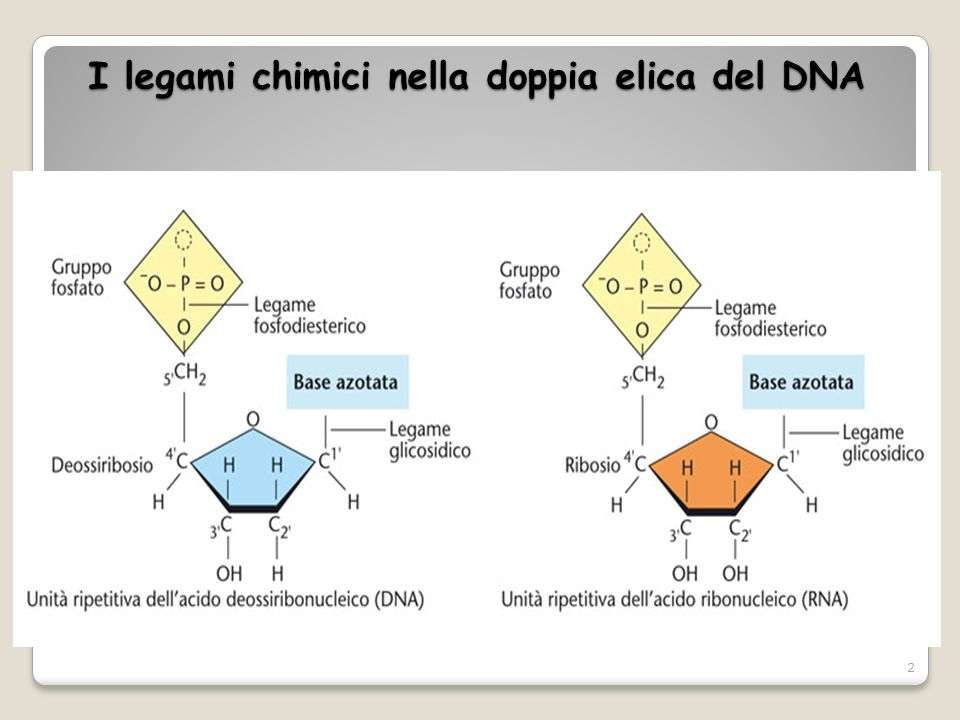 I legami chimici nella doppia elica del DNA
Gruppo
fosfato
⁻O – P = O
O
Legame
fosfodiesterico
5'CH₂
Base azotata
O
Legame
glicosidico
Deossiribosio
4'C
H
H
C1'
H
H
3'C
C2'
OH
H
Unità ripetitiva dell'acido deossiribonucleico (DNA)
Gruppo
fosfato
⁻O – P = O
O
Legame
fosfodiesterico
5'CH₂
Base azotata
O
Legame
glicosidico
Ribosio
4'C
H
H
C1'
H
H
3'C
C2'
OH
OH
Unità ripetitiva dell'acido ribonucleico (RNA)
2